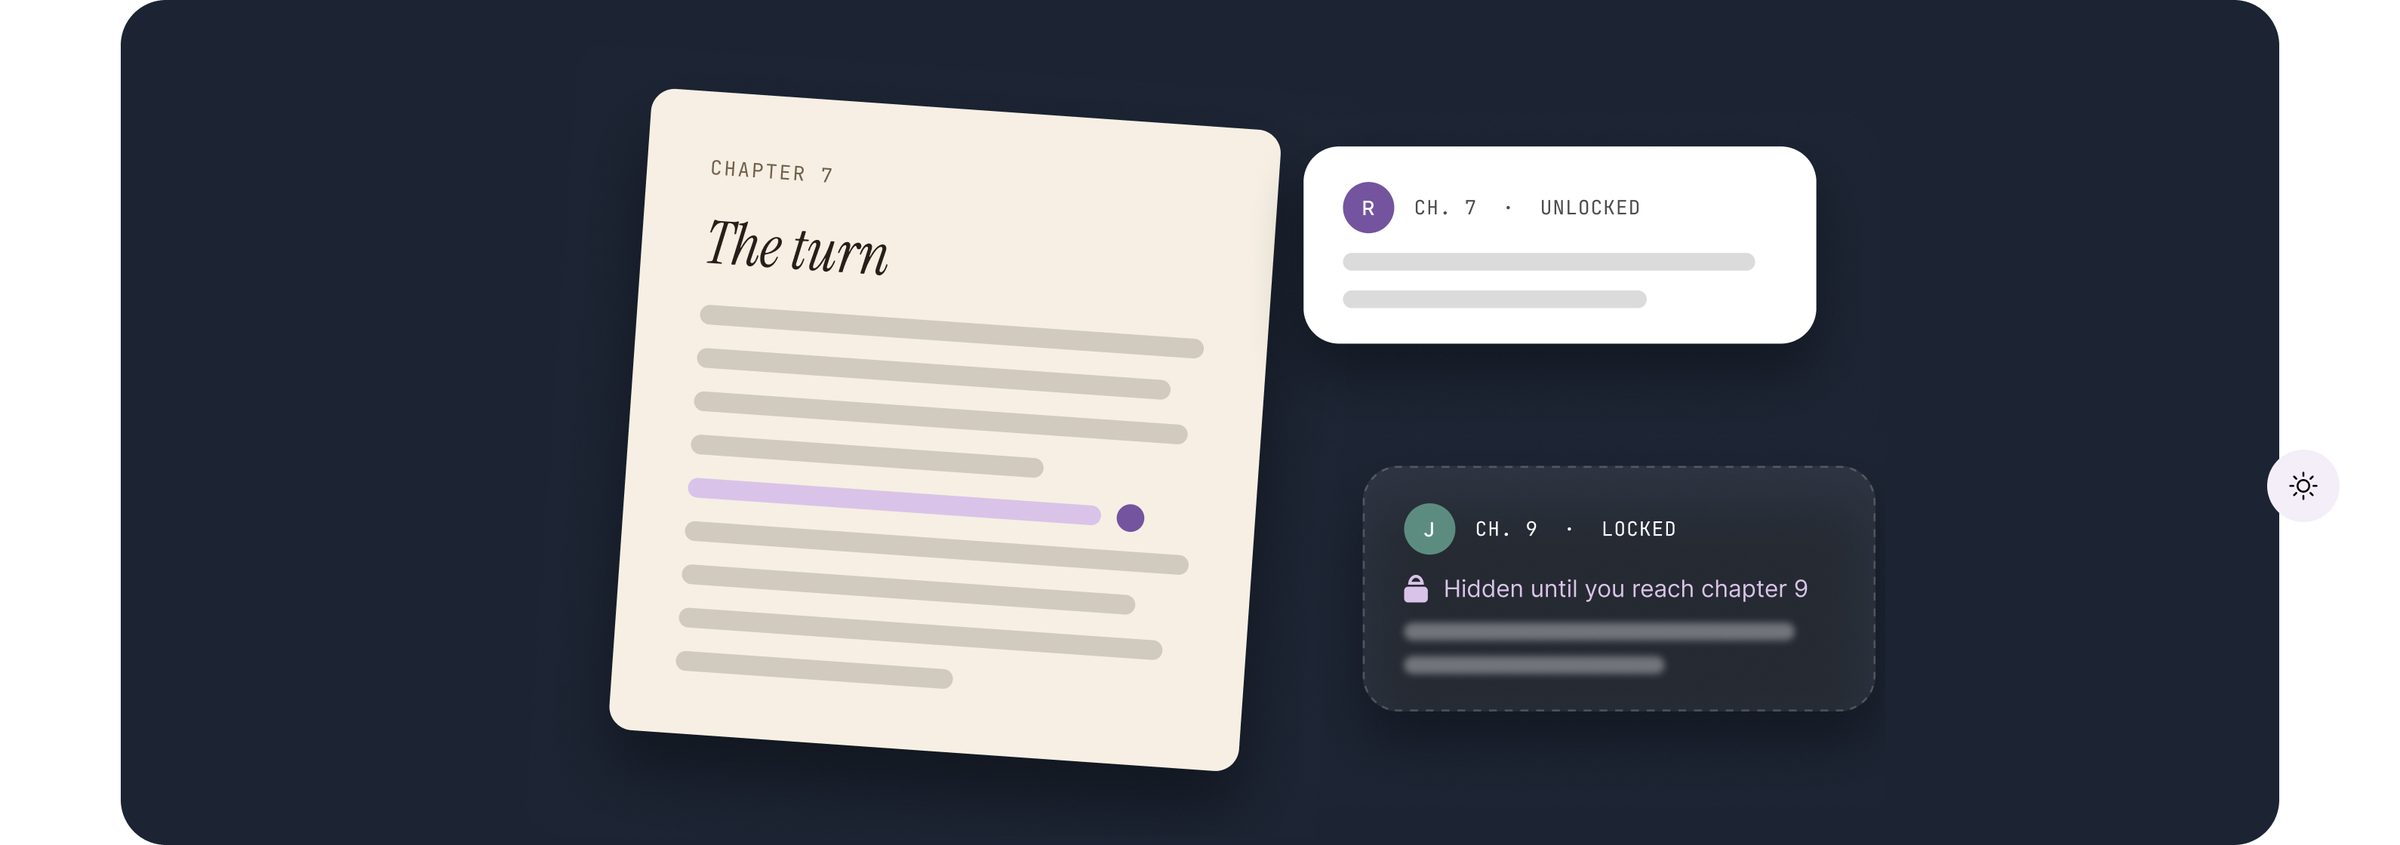 CHAPTER 7
The turn
R CH. 7 · UNLOCKED
J CH. 9 · LOCKED
Hidden until you reach chapter 9